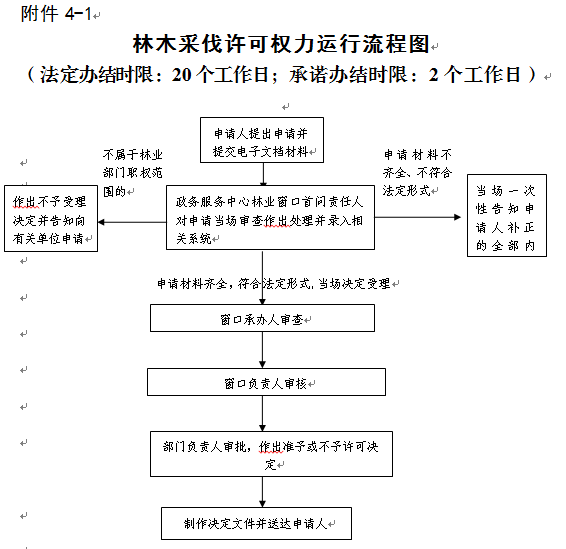 附件 4-1
林木采伐许可权力运行流程图
（法定办结时限：20 个工作日；承诺办结时限：2 个工作日）
申请人提出申请并
提交电子文档材料
不属于林业
部门职权范
围的
申请材料不
齐全、不符合
法定形式
作出不予受理
决定并告知向
有关单位申请
政务服务中心林业窗口首问责任人
对申请当场审查作出处理并录入相
关系统
当场一次
性告知申
请人补正
的全部内
申请材料齐全，符合法定形式，当场决定受理
窗口承办人审查
窗口负责人审核
部门负责人审批，作出准予或不予许可决
定
制作决定文件并送达申请人